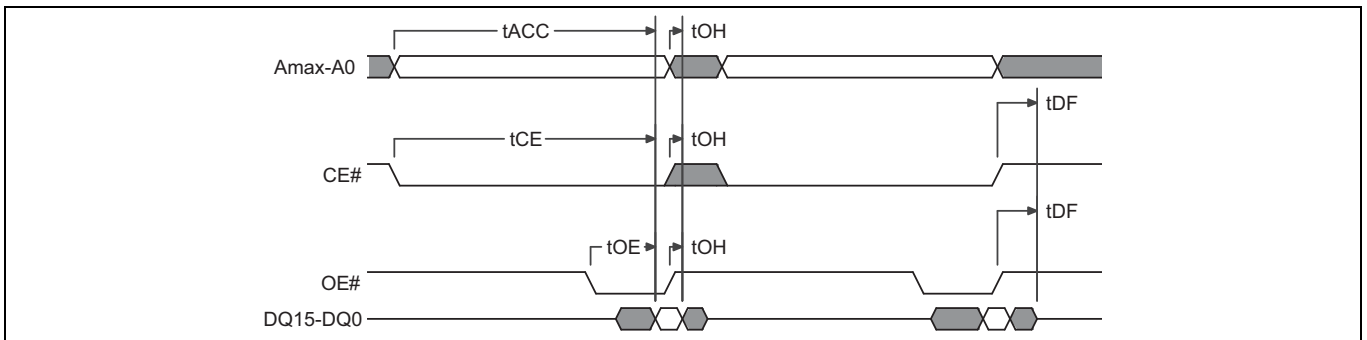 tACC
tOH
Amax-A0
tDF
tCE
tOH
CE#
tDF
tOE
tOH
OE#
DQ15-DQ0